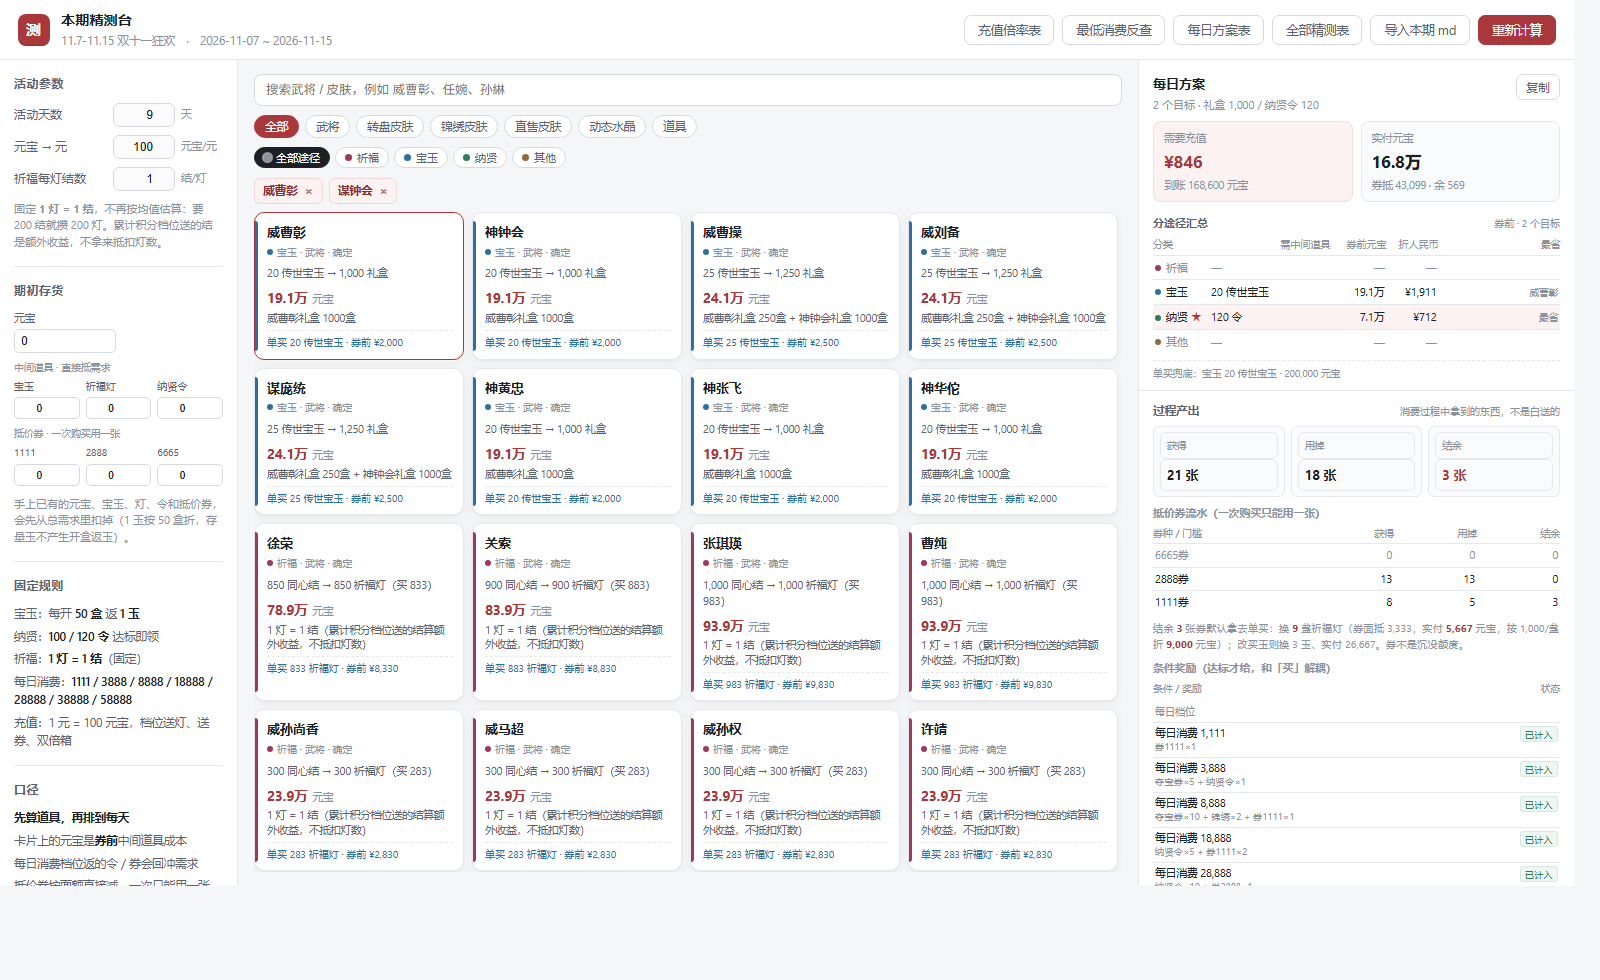 测
本期精测台
11.7-11.15 双十一狂欢 · 2026-11-07 ~ 2026-11-15
充值倍率表
最低消费反查
每日方案表
全部精测表
导入本期 md
重新计算
活动参数
活动天数 9 天
元宝 → 元 100 元宝/元
祈福每灯结数 1 结/灯
固定 1 灯 = 1 结，不再按均值估算：要
200 结就攒 200 灯。累计积分档位送的结
是额外收益，不拿来抵扣灯数。
期初存货
元宝
0
中间道具 · 直接抵需求
宝玉 祈福灯 纳贤令
0 0 0
抵价券 · 一次购买用一张
1111 2888 6665
0 0 0
手上已有的元宝、宝玉、灯、令和抵价券，
会先从总需求里扣掉（1 玉按 50 盒折，存
量玉不产生开盒返玉）。
固定规则
宝玉：每开 50 盒 返 1 玉
纳贤：100 / 120 令 达标即领
祈福：1 灯 = 1 结（固定）
每日消费：1111 / 3888 / 8888 / 18888 /
28888 / 38888 / 58888
充值：1 元 = 100 元宝，档位送灯、送
券、双倍箱
口径
先算道具，再排到每天
卡片上的元宝是券前中间道具成本
每日消费档位返的令 / 券会回冲需求
抵价券按面额直接减，一次只能用一张
搜索武将 / 皮肤，例如 威曹彰、任婉、孙綝
全部 武将 转盘皮肤 锦绣皮肤 直售皮肤 动态水晶 道具
全部途径 祈福 宝玉 纳贤 其他
威曹彰 × 谋钟会 ×
威曹彰
宝玉 · 武将 · 确定
20 传世宝玉 → 1,000 礼盒
19.1万 元宝
威曹彰礼盒 1000盒
单买 20 传世宝玉 · 券前 ¥2,000
神钟会
宝玉 · 武将 · 确定
20 传世宝玉 → 1,000 礼盒
19.1万 元宝
威曹彰礼盒 1000盒
单买 20 传世宝玉 · 券前 ¥2,000
威曹操
宝玉 · 武将 · 确定
25 传世宝玉 → 1,250 礼盒
24.1万 元宝
威曹彰礼盒 250盒 + 神钟会礼盒 1000盒
单买 25 传世宝玉 · 券前 ¥2,500
威刘备
宝玉 · 武将 · 确定
25 传世宝玉 → 1,250 礼盒
24.1万 元宝
威曹彰礼盒 250盒 + 神钟会礼盒 1000盒
单买 25 传世宝玉 · 券前 ¥2,500
谋庞统
宝玉 · 武将 · 确定
25 传世宝玉 → 1,250 礼盒
24.1万 元宝
威曹彰礼盒 250盒 + 神钟会礼盒 1000盒
单买 25 传世宝玉 · 券前 ¥2,500
神黄忠
宝玉 · 武将 · 确定
20 传世宝玉 → 1,000 礼盒
19.1万 元宝
威曹彰礼盒 1000盒
单买 20 传世宝玉 · 券前 ¥2,000
神张飞
宝玉 · 武将 · 确定
20 传世宝玉 → 1,000 礼盒
19.1万 元宝
威曹彰礼盒 1000盒
单买 20 传世宝玉 · 券前 ¥2,000
神华佗
宝玉 · 武将 · 确定
20 传世宝玉 → 1,000 礼盒
19.1万 元宝
威曹彰礼盒 1000盒
单买 20 传世宝玉 · 券前 ¥2,000
徐荣
祈福 · 武将 · 确定
850 同心结 → 850 祈福灯（买 833）
78.9万 元宝
1 灯 = 1 结（累计积分档位送的结算额
外收益，不抵扣灯数）
单买 833 祈福灯 · 券前 ¥8,330
关索
祈福 · 武将 · 确定
900 同心结 → 900 祈福灯（买 883）
83.9万 元宝
1 灯 = 1 结（累计积分档位送的结算额
外收益，不抵扣灯数）
单买 883 祈福灯 · 券前 ¥8,830
张琪瑛
祈福 · 武将 · 确定
1,000 同心结 → 1,000 祈福灯（买
983）
93.9万 元宝
1 灯 = 1 结（累计积分档位送的结算额
外收益，不抵扣灯数）
单买 983 祈福灯 · 券前 ¥9,830
曹纯
祈福 · 武将 · 确定
1,000 同心结 → 1,000 祈福灯（买
983）
93.9万 元宝
1 灯 = 1 结（累计积分档位送的结算额
外收益，不抵扣灯数）
单买 983 祈福灯 · 券前 ¥9,830
威孙尚香
祈福 · 武将 · 确定
300 同心结 → 300 祈福灯（买 283）
23.9万 元宝
1 灯 = 1 结（累计积分档位送的结算额
外收益，不抵扣灯数）
单买 283 祈福灯 · 券前 ¥2,830
威马超
祈福 · 武将 · 确定
300 同心结 → 300 祈福灯（买 283）
23.9万 元宝
1 灯 = 1 结（累计积分档位送的结算额
外收益，不抵扣灯数）
单买 283 祈福灯 · 券前 ¥2,830
威孙权
祈福 · 武将 · 确定
300 同心结 → 300 祈福灯（买 283）
23.9万 元宝
1 灯 = 1 结（累计积分档位送的结算额
外收益，不抵扣灯数）
单买 283 祈福灯 · 券前 ¥2,830
许靖
祈福 · 武将 · 确定
300 同心结 → 300 祈福灯（买 283）
23.9万 元宝
1 灯 = 1 结（累计积分档位送的结算额
外收益，不抵扣灯数）
单买 283 祈福灯 · 券前 ¥2,830
每日方案
复制
2 个目标 · 礼盒 1,000 / 纳贤令 120
需要充值
¥846
到账 168,600 元宝
实付元宝
16.8万
券抵 43,099 · 余 569
分途径汇总 券前 · 2 个目标
分类 需中间道具 券前元宝 折人民币 最省
祈福 — — —
宝玉 20 传世宝玉 19.1万 ¥1,911 威曹彰
纳贤 ★ 120 令 7.1万 ¥712 最省
其他 — — —
单买兜底：宝玉 20 传世宝玉 · 200,000 元宝
过程产出 消费过程中拿到的东西，不是白送的
获得
21 张
用掉
18 张
结余
3 张
抵价券流水（一次购买只能用一张）
券种 / 门槛 获得 用掉 结余
6665券 0 0 0
2888券 13 13 0
1111券 8 5 3
结余 3 张券默认拿去单买：换 9 盏祈福灯（券面抵 3,333，实付 5,667 元宝，按 1,000/盏
折 9,000 元宝）；改买玉则换 3 玉、实付 26,667。券不是沉没额度。
条件奖励（达标才给，和「买」解耦）
条件 / 奖励 状态
每日档位
每日消费 1,111 已计入
券1111×1
每日消费 3,888 已计入
夺宝券×5 + 纳贤令×1
每日消费 8,888 已计入
夺宝券×10 + 锦绣×2 + 券1111×1
每日消费 18,888 已计入
纳贤令×5 + 券1111×2
每日消费 28,888 已计入